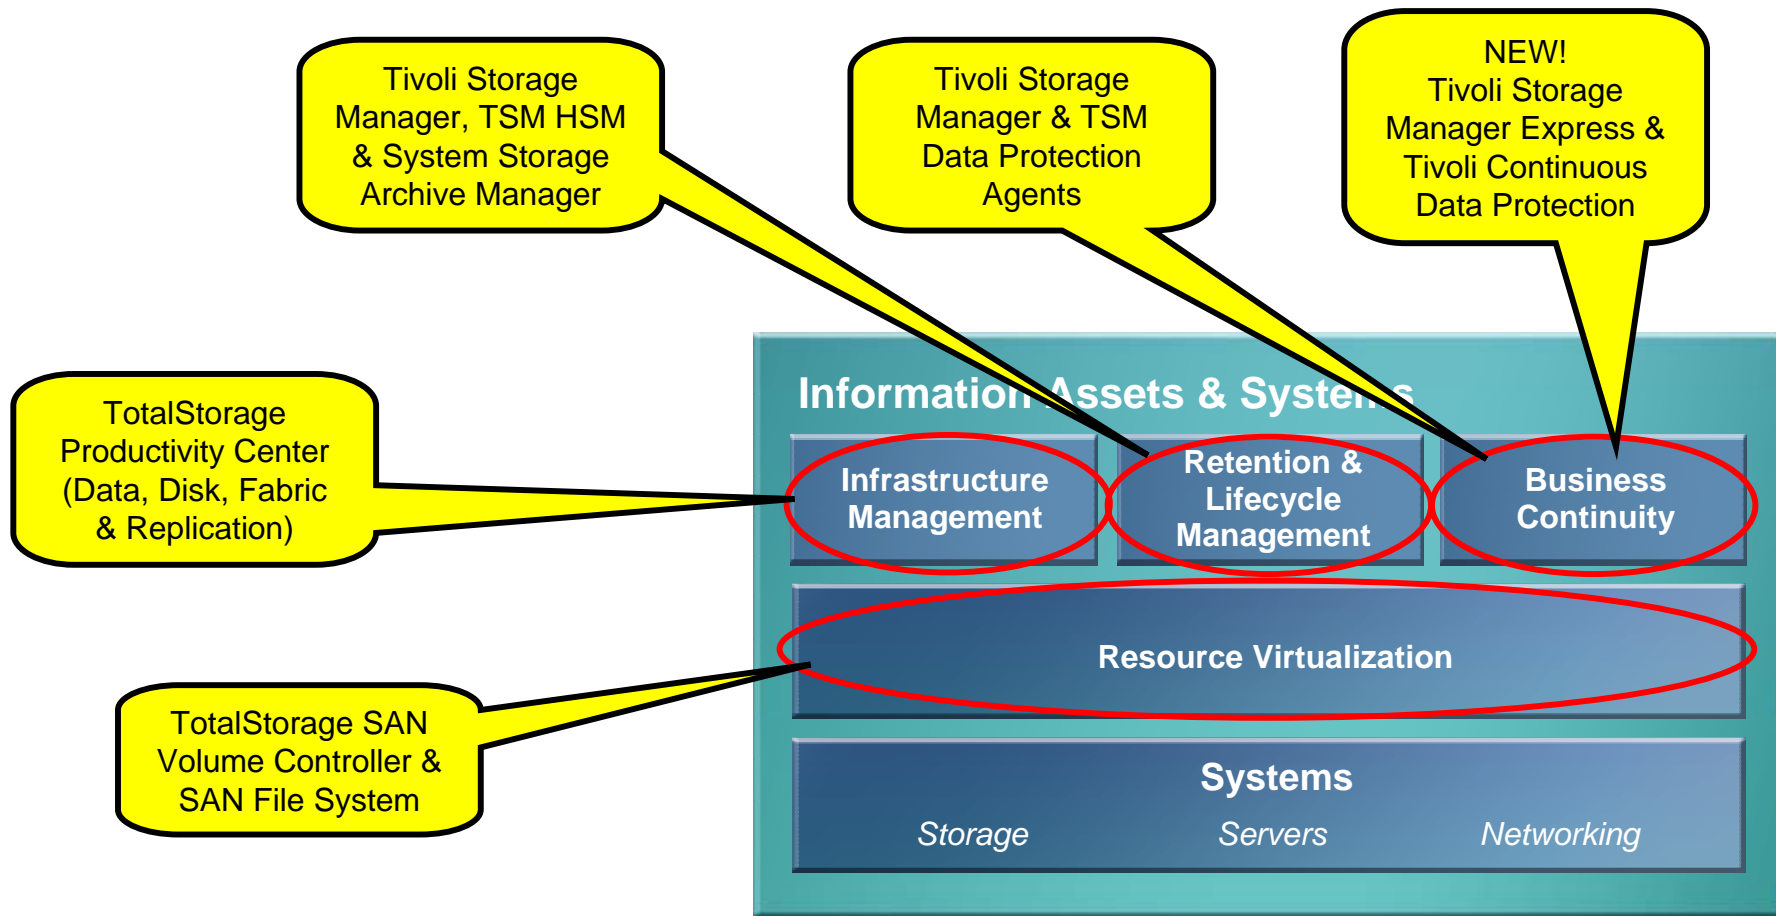 Tivoli Storage
Manager, TSM HSM
& System Storage
Archive Manager
Tivoli Storage
Manager & TSM
Data Protection
Agents
NEW!
Tivoli Storage
Manager Express &
Tivoli Continuous
Data Protection
TotalStorage
Productivity Center
(Data, Disk, Fabric
& Replication)
TotalStorage SAN
Volume Controller &
SAN File System
Information Assets & Systems
Infrastructure
Management
Retention &
Lifecycle
Management
Business
Continuity
Resource Virtualization
Systems
Storage
Servers
Networking